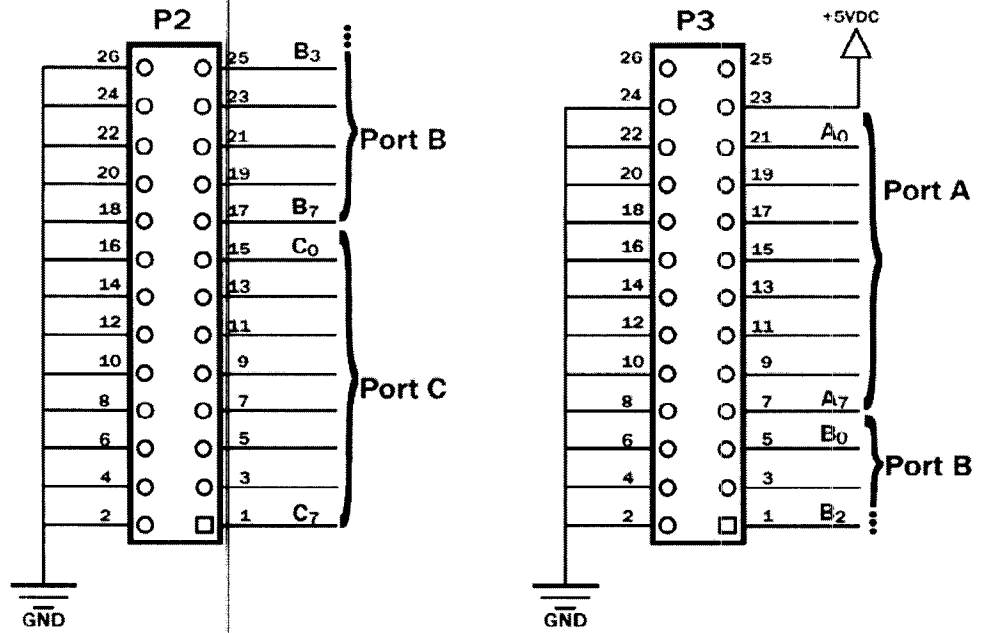 P2
26 25 B3
24 23
22 21
Port B
20 19
18 17 B7
16 15 C0
14 13
12 11
10 9
Port C
8 7
6 5
4 3
2 1 C7
GND
P3
+5VDC
26 25
24 23
22 21 A0
20 19
Port A
18 17
16 15
14 13
12 11
10 9
8 7 A7
6 5 B0
Port B
4 3
2 1 B2
GND